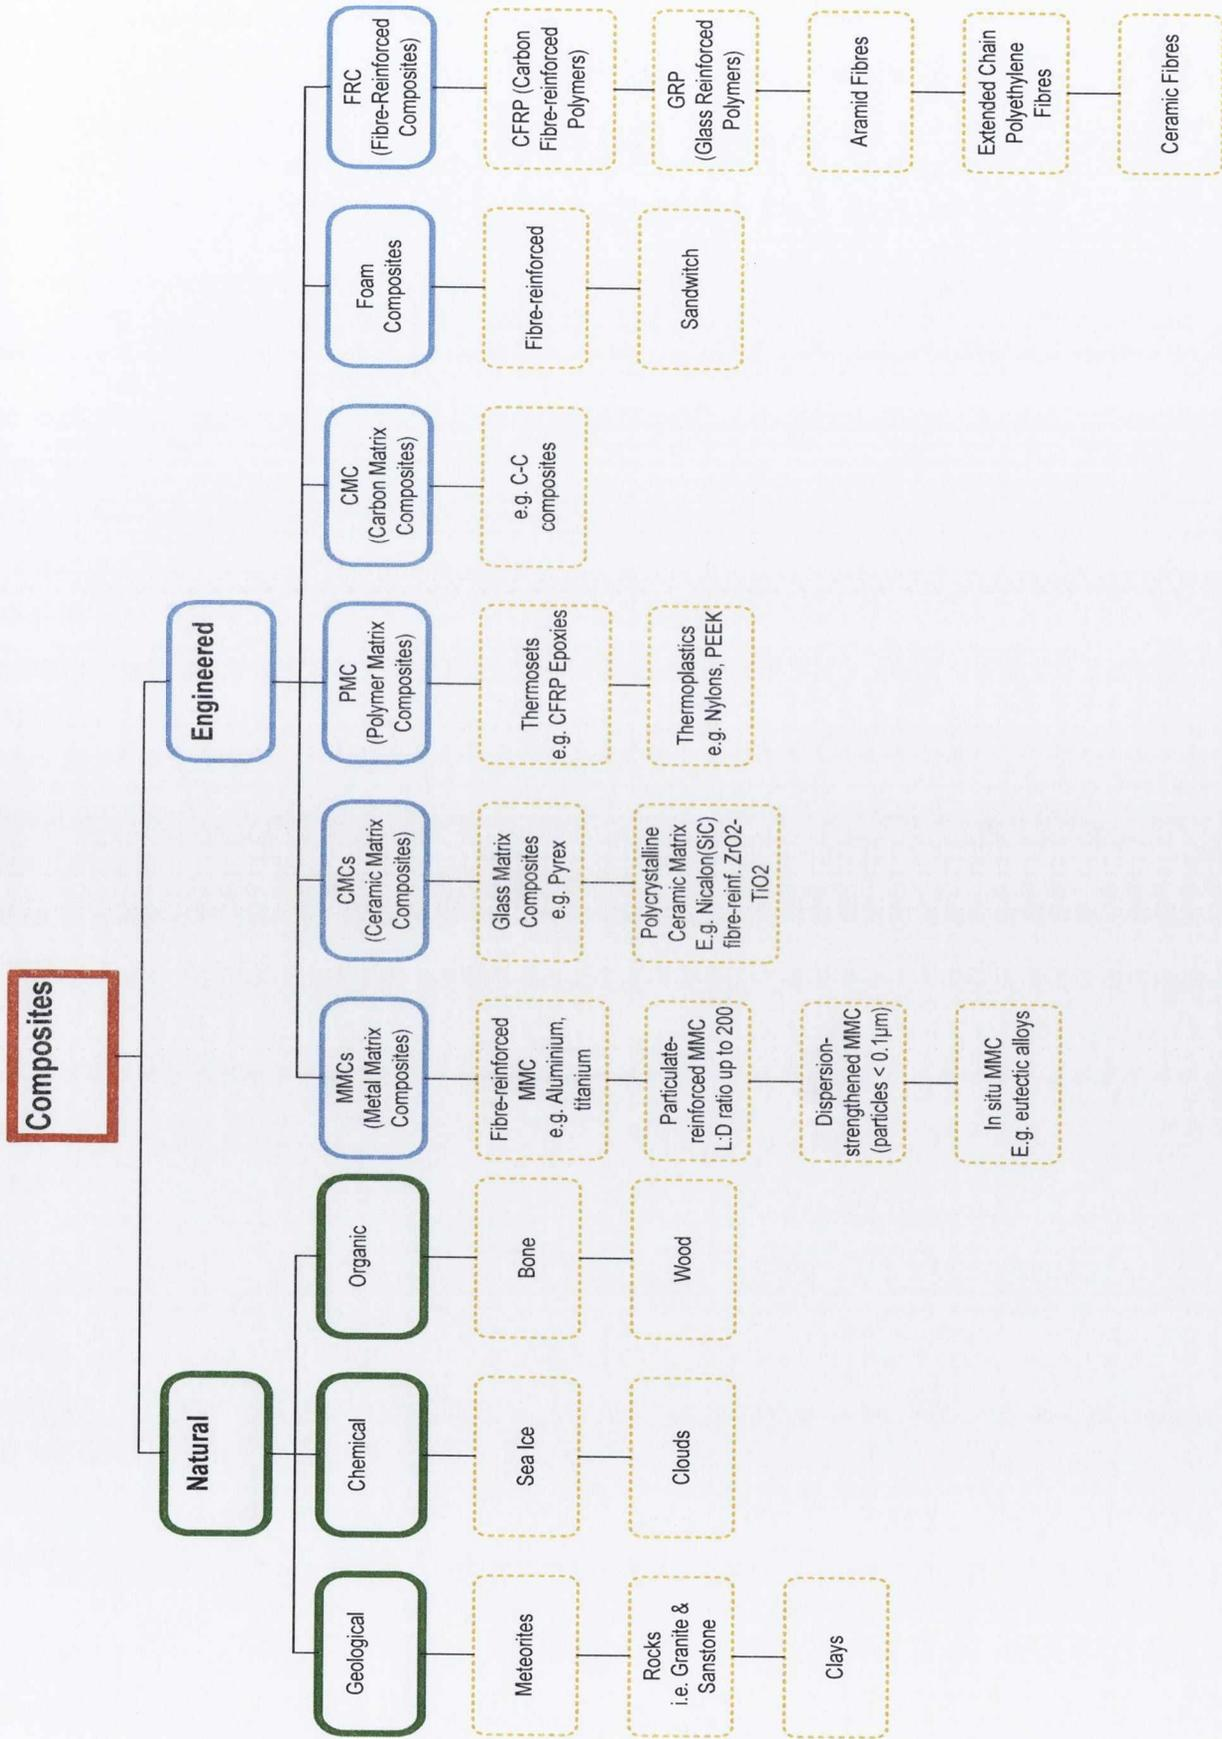 Composites
Natural
Engineered
Geological
Chemical
Organic
MMCs
(Metal Matrix
Composites)
CMCs
(Ceramic Matrix
Composites)
PMC
(Polymer Matrix
Composites)
CMC
(Carbon Matrix
Composites)
Foam
Composites
FRC
(Fibre-Reinforced
Composites)
Meteorites
Rocks
i.e. Granite &
Sanstone
Clays
Sea Ice
Clouds
Bone
Wood
Fibre-reinforced
MMC
e.g. Aluminium,
titanium
Particulate-
reinforced MMC
L:D ratio up to 200
Dispersion-
strengthened MMC
(particles < 0.1µm)
In situ MMC
E.g. eutectic alloys
Glass Matrix
Composites
e.g. Pyrex
Polycrystalline
Ceramic Matrix
E.g. Nicalon(SiC)
fibre-reinf. ZrO2-
TiO2
Thermosets
e.g. CFRP Epoxies
Thermoplastics
e.g. Nylons, PEEK
e.g. C-C
composites
Fibre-reinforced
Sandwitch
CFRP (Carbon
Fibre-reinforced
Polymers)
GRP
(Glass Reinforced
Polymers)
Aramid Fibres
Extended Chain
Polyethylene
Fibres
Ceramic Fibres